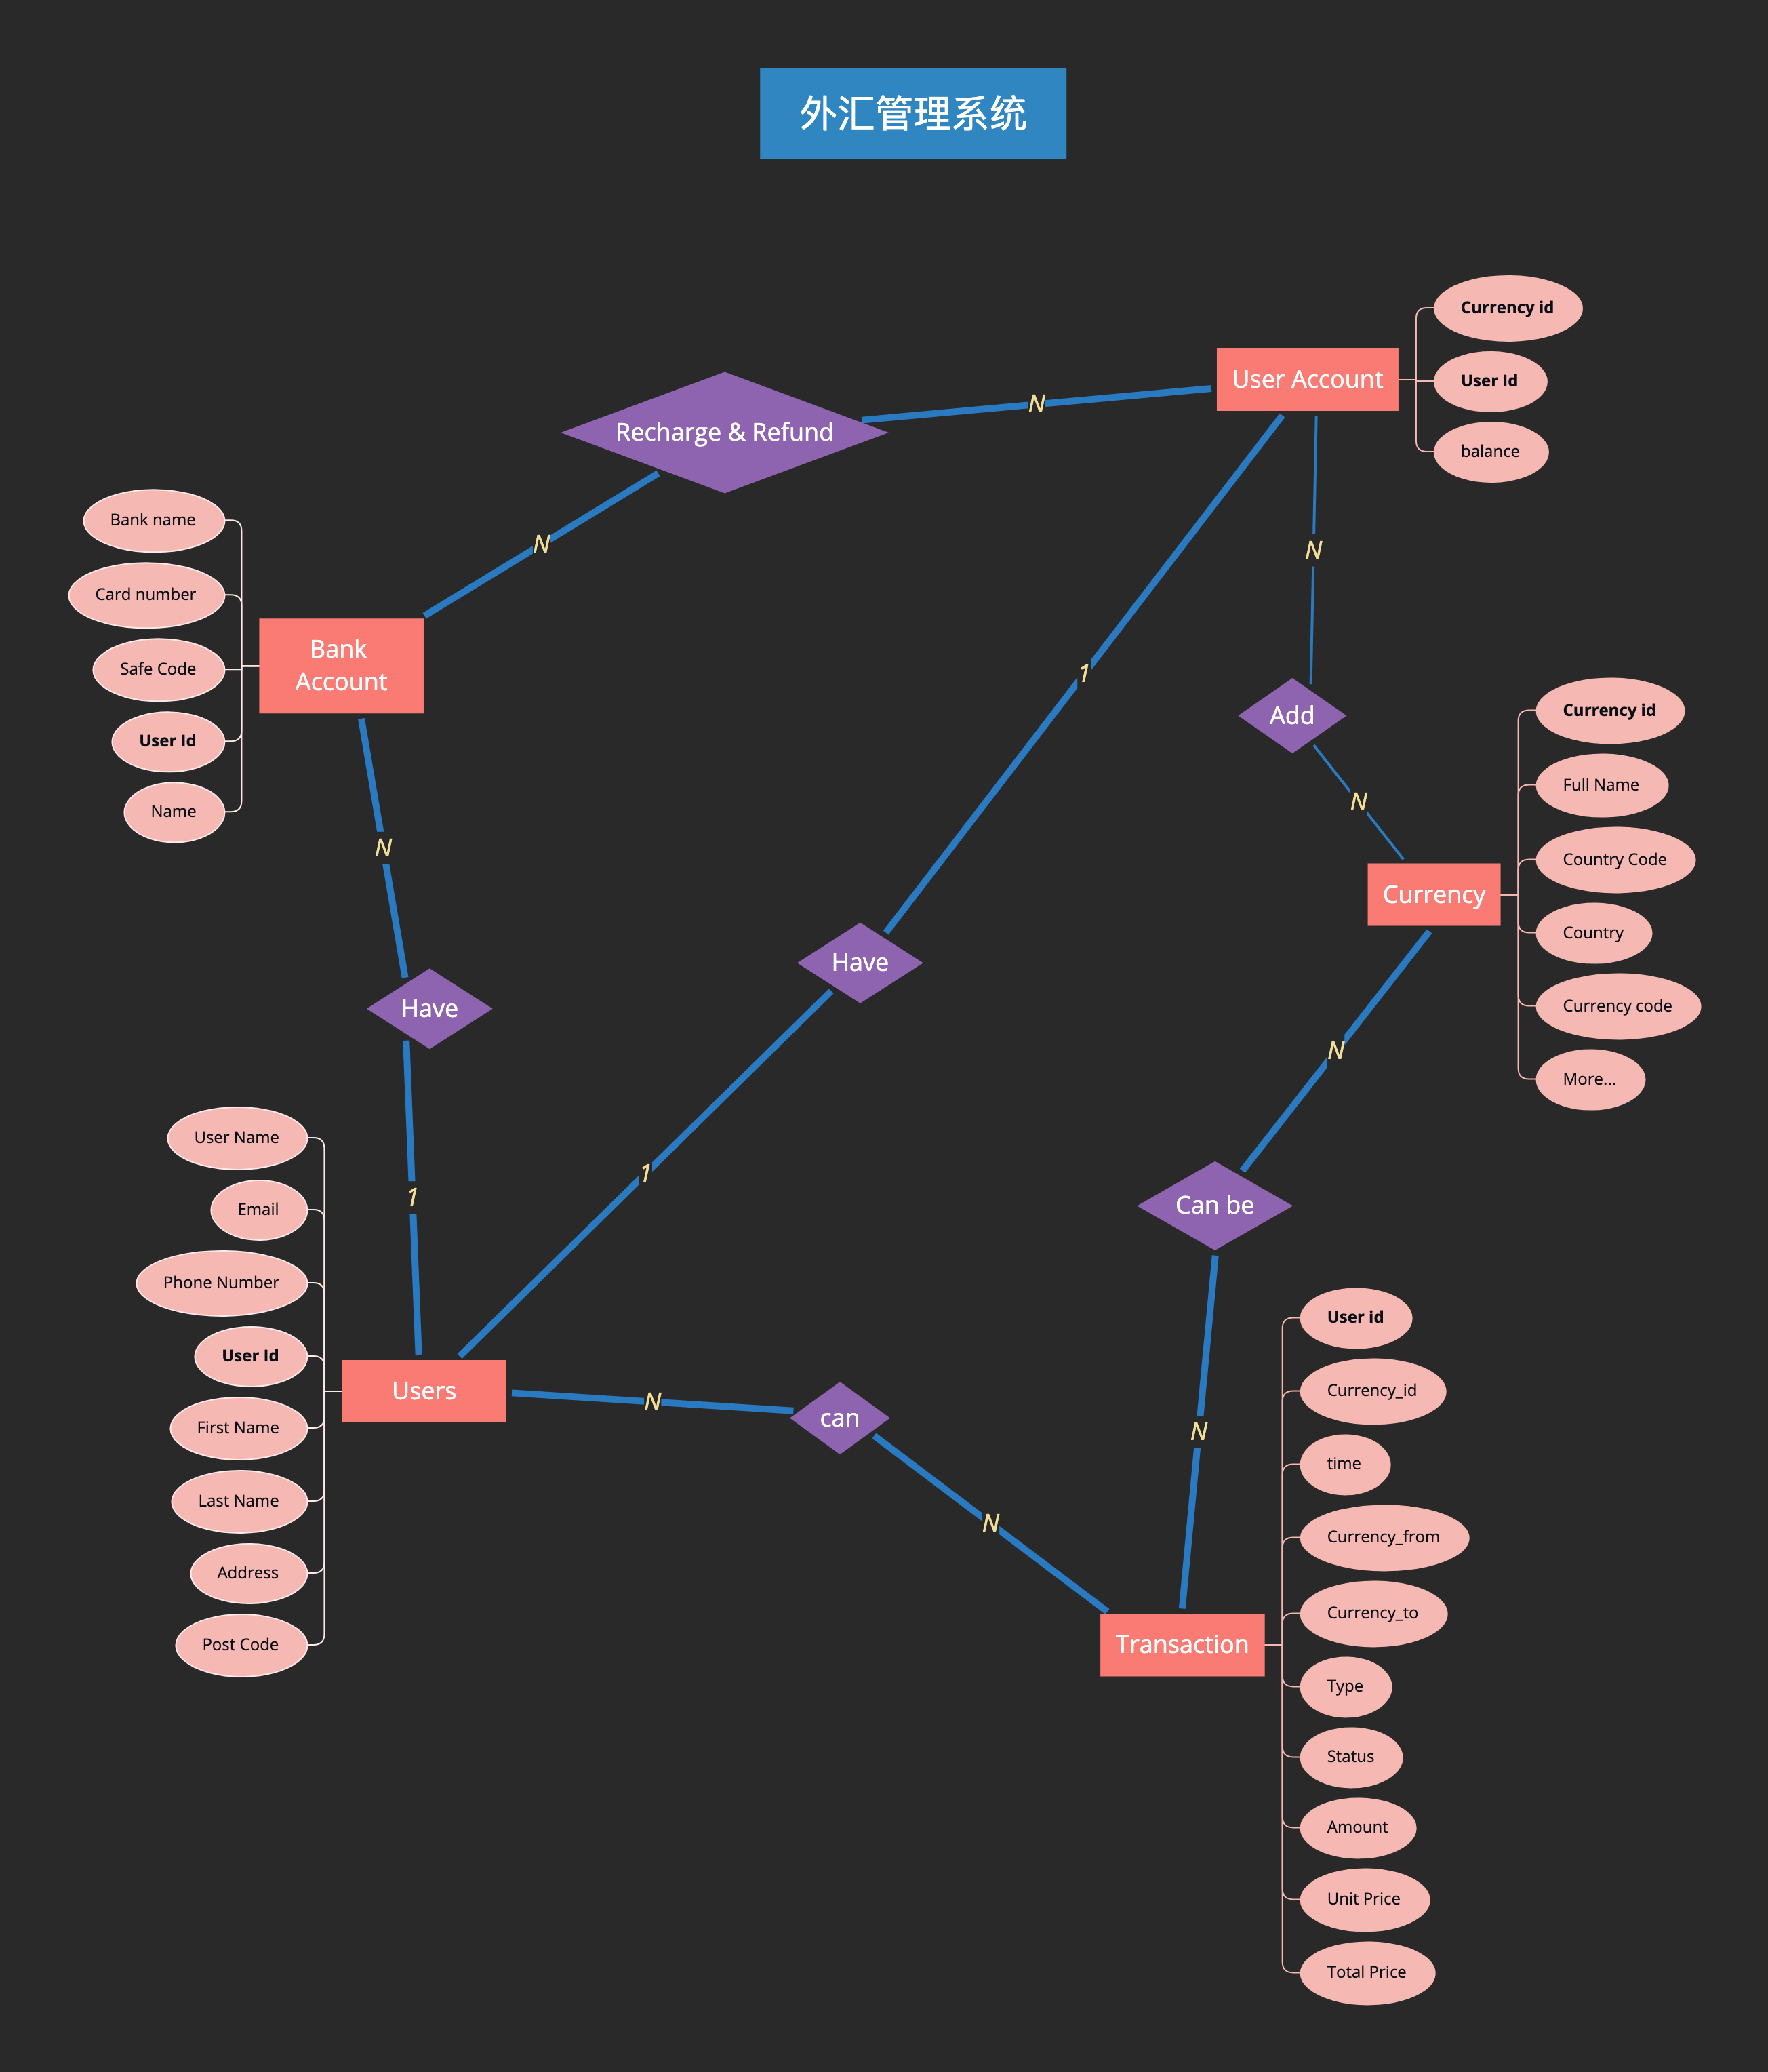 外汇管理系统
Currency id
User Account
User Id
balance
Recharge & Refund
N
N
N
Bank name
Card number
Safe Code
User Id
Name
Bank
Account
1
Add
N
Currency id
Full Name
Country Code
Country
Currency code
More...
Currency
N
Have
Have
N
1
1
Can be
User Name
Email
Phone Number
User Id
First Name
Last Name
Address
Post Code
Users
N
can
N
N
Transaction
User id
Currency_id
time
Currency_from
Currency_to
Type
Status
Amount
Unit Price
Total Price